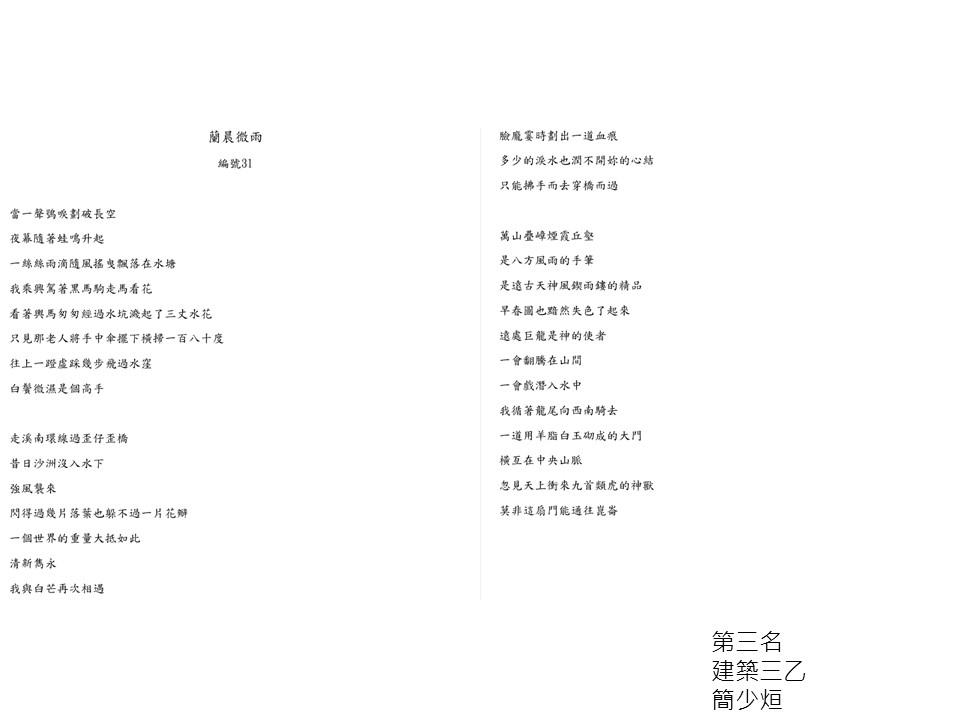 蘭晨微雨
編號31
當一聲鴞唳劃破長空
夜幕隨著蛙鳴升起
一絲絲雨滴隨風搖曳飄落在水塘
我乘興駕著黑馬駒走馬看花
看著輿馬匆匆經過水坑濺起了三丈水花
只見那老人將手中傘擺下橫掃一百八十度
往上一蹬虛踩幾步飛過水窪
白鬢微濕是個高手
走溪南環線過歪仔歪橋
昔日沙洲沒入水下
強風襲來
閃得過幾片落葉也躲不過一片花瓣
一個世界的重量大抵如此
清新雋永
我與白芒再次相遇
臉龐霎時劃出一道血痕
多少的淚水也潤不開妳的心結
只能拂手而去穿橋而過
萬山疊嶂煙霞丘壑
是八方風雨的手筆
是遠古天神風鍥雨鏤的精品
早春圖也黯然失色了起來
遠處巨龍是神的使者
一會翻騰在山間
一會戲潛入水中
我循著龍尾向西南騎去
一道用羊脂白玉砌成的大門
橫亙在中央山脈
忽見天上衝來九首類虎的神獸
莫非這扇門能通往崑崙
第三名
建築三乙
簡少烜